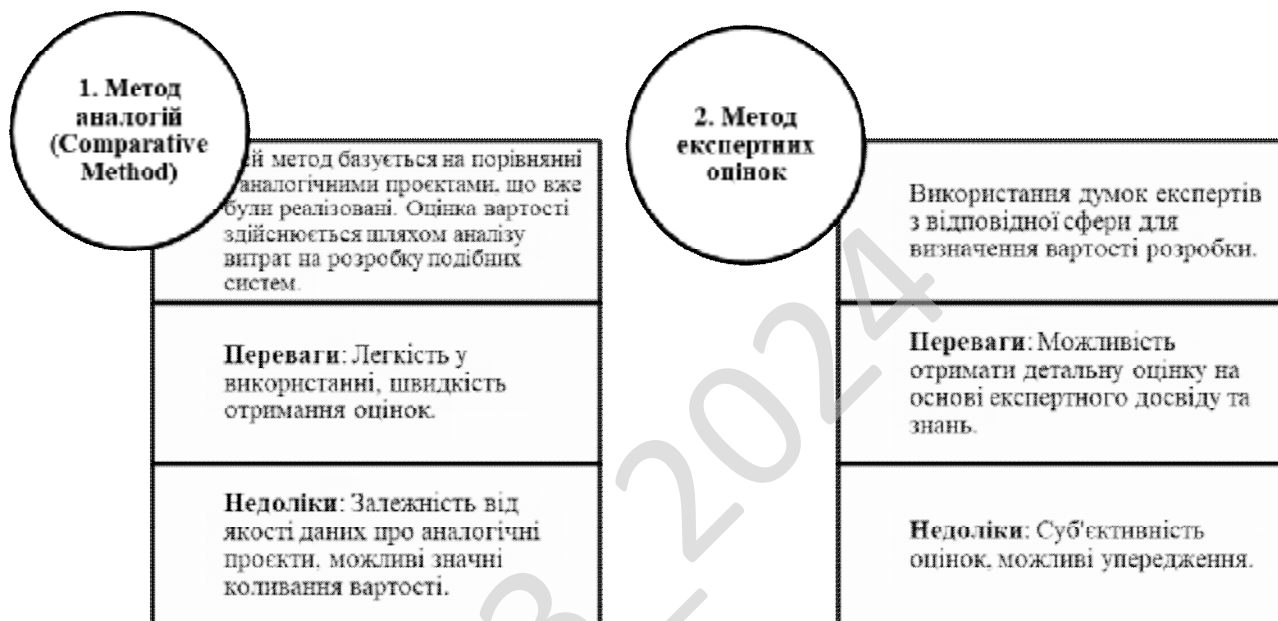 1. Метод
аналогій
(Comparative
Method)
ей метод базується на порівнянні
аналогічними проєктами, що вже
були реалізовані. Оцінка вартості
здійснюється шляхом аналізу
витрат на розробку подібних
систем.
Переваги: Легкість у
використанні, швидкість
отримання оцінок.
Недоліки: Залежність від
якості даних про аналогічні
проєкти, можливі значні
коливання вартості.
2. Метод
експертних
оцінок
Використання думок експертів
з відповідної сфери для
визначення вартості розробки.
Переваги: Можливість
отримати детальну оцінку на
основі експертного досвіду та
знань.
Недоліки: Суб'єктивність
оцінок, можливі упередження.
3_2024